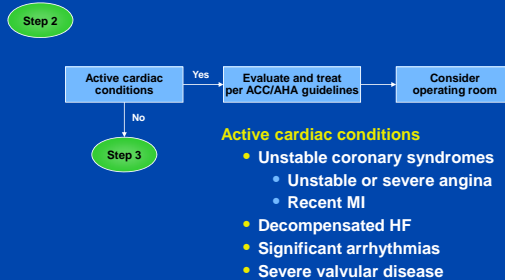 Step 2
Active cardiac
conditions
Yes
Evaluate and treat
per ACC/AHA guidelines
Consider
operating room
No
Step 3
Active cardiac conditions
Unstable coronary syndromes
Unstable or severe angina
Recent MI
Decompensated HF
Significant arrhythmias
Severe valvular disease